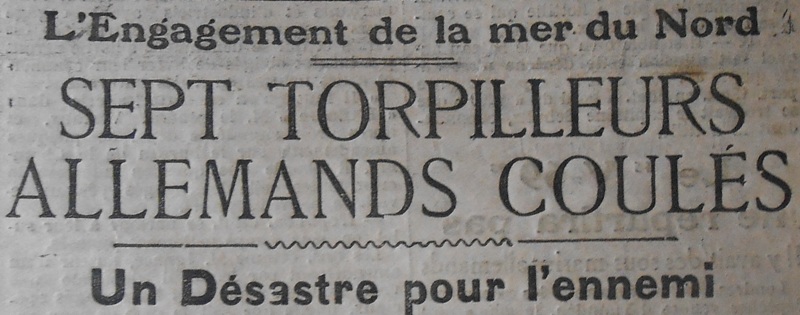 L'Engagement de la mer du Nord
SEPT TORPILLEURS
ALLEMANDS COULÉS
Un Désastre pour l'ennemi